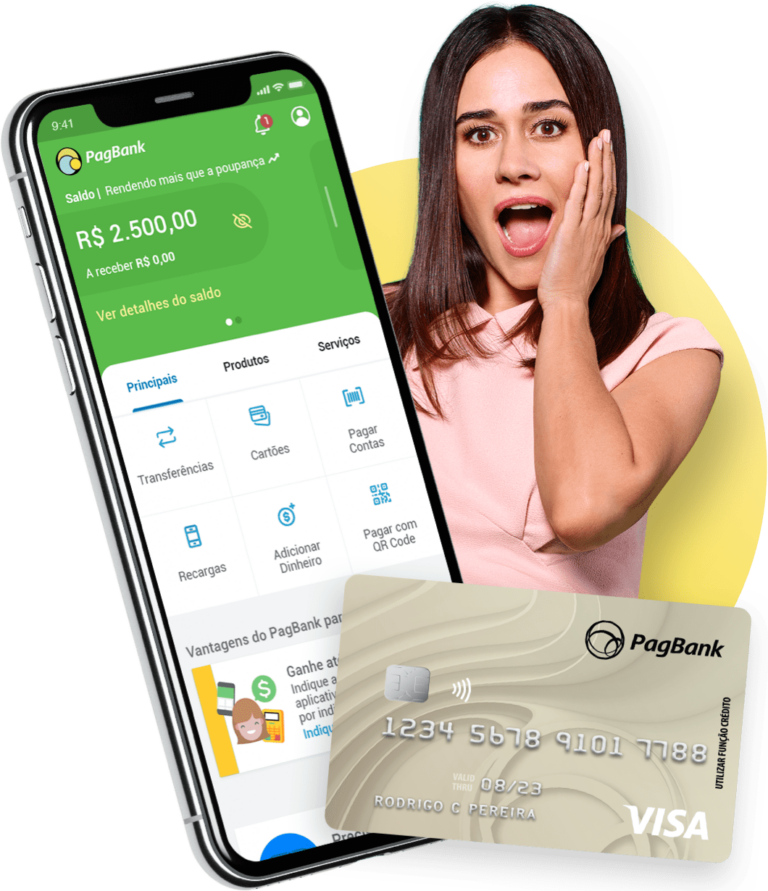 9:41
1
PagBank
Saldo | Rendendo mais que a poupança
R$ 2.500,00
A receber R$ 0,00
Ver detalhes do saldo
Principais Produtos Serviços
Transferências
Cartões
Pagar
Contas
Recargas
Adicionar
Dinheiro
Pagar com
QR Code
Vantagens do PagBank par
Ganhe at
Indique a
aplicativ
por indi
Indiqu
PagBank
1234 5678 9101 7788
VALID
THRU 08/23
RODRIGO C PEREIRA
UTILIZAR FUNÇÃO CRÉDITO
VISA